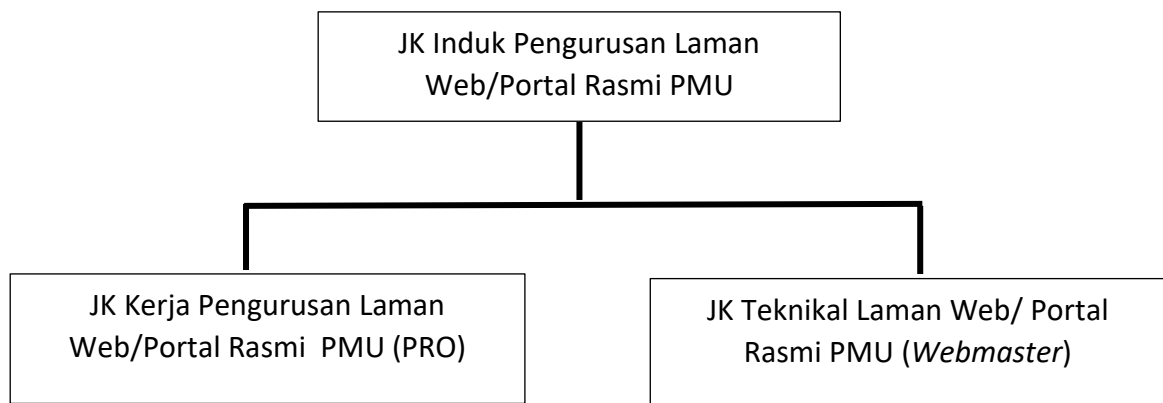 JK Induk Pengurusan Laman
Web/Portal Rasmi PMU
JK Kerja Pengurusan Laman
Web/Portal Rasmi PMU (PRO)
JK Teknikal Laman Web/ Portal
Rasmi PMU (Webmaster)